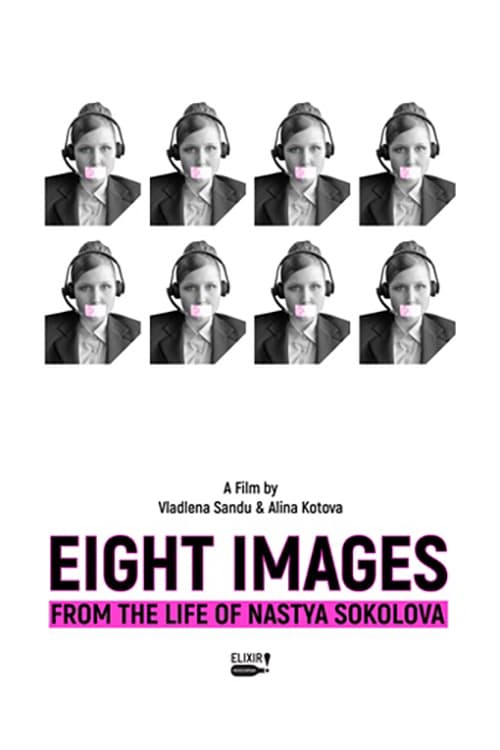 A Film by
Vladlena Sandu & Alina Kotova
EIGHT IMAGES
FROM THE LIFE OF NASTYA SOKOLOVA
ELIXIR!